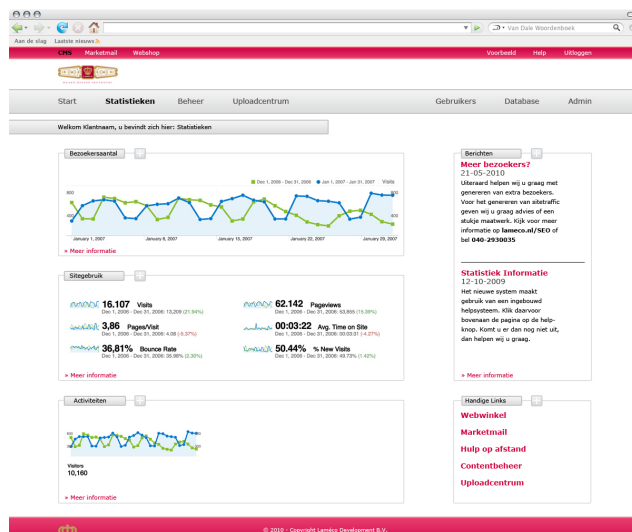 Van Dale Woordenboek
Aan de slag Laatste nieuws
CMS Marketmail Webshop Voorbeeld Help Uitloggen
Start Statistieken Beheer Uploadcentrum Gebruikers Database Admin
Welkom Klantnaam, u bevindt zich hier: Statistieken
Bezoekersaantal
Dec 1, 2006 - Dec 31, 2006 Jan 1, 2007 - Jan 31, 2007 Visits
800 800
400 400
January 1, 2007 January 8, 2007 January 15, 2007 January 22, 2007 January 29, 2007
» Meer informatie
Sitegebruik
16.107 Visits
Dec 1, 2006 - Dec 31, 2006: 13,209 (21.94%)
62.142 Pageviews
Dec 1, 2006 - Dec 31, 2006: 53,855 (15.39%)
3,86 Pages/Visit
Dec 1, 2006 - Dec 31, 2006: 4.08 (-5.37%)
00:03:22 Avg. Time on Site
Dec 1, 2006 - Dec 31, 2006: 00:03:31 (-4.27%)
36,81% Bounce Rate
Dec 1, 2006 - Dec 31, 2006: 35.98% (2.30%)
50.44% % New Visits
Dec 1, 2006 - Dec 31, 2006: 49.73% (1.42%)
» Meer informatie
Activiteiten
Visitors
10,160
» Meer informatie
Berichten
Meer bezoekers?
21-05-2010
Uiteraard helpen wij u graag met
genereren van extra bezoekers.
Voor het genereren van sitetraffic
geven wij u graag advies of een
stukje maatwerk. Kijk voor meer
informatie op lameco.nl/SEO of
bel 040-2930035
Statistiek Informatie
12-10-2009
Het nieuwe system maakt
gebruik van een ingebouwd
helpsysteem. Klik daarvoor
bovenaan de pagina op de help-
knop. Komt u er dan nog niet uit,
dan helpen wij u graag.
» Meer informatie
Handige Links
Webwinkel
Marketmail
Hulp op afstand
Contentbeheer
Uploadcentrum
© 2010 - Copyright Laméco Development B.V.